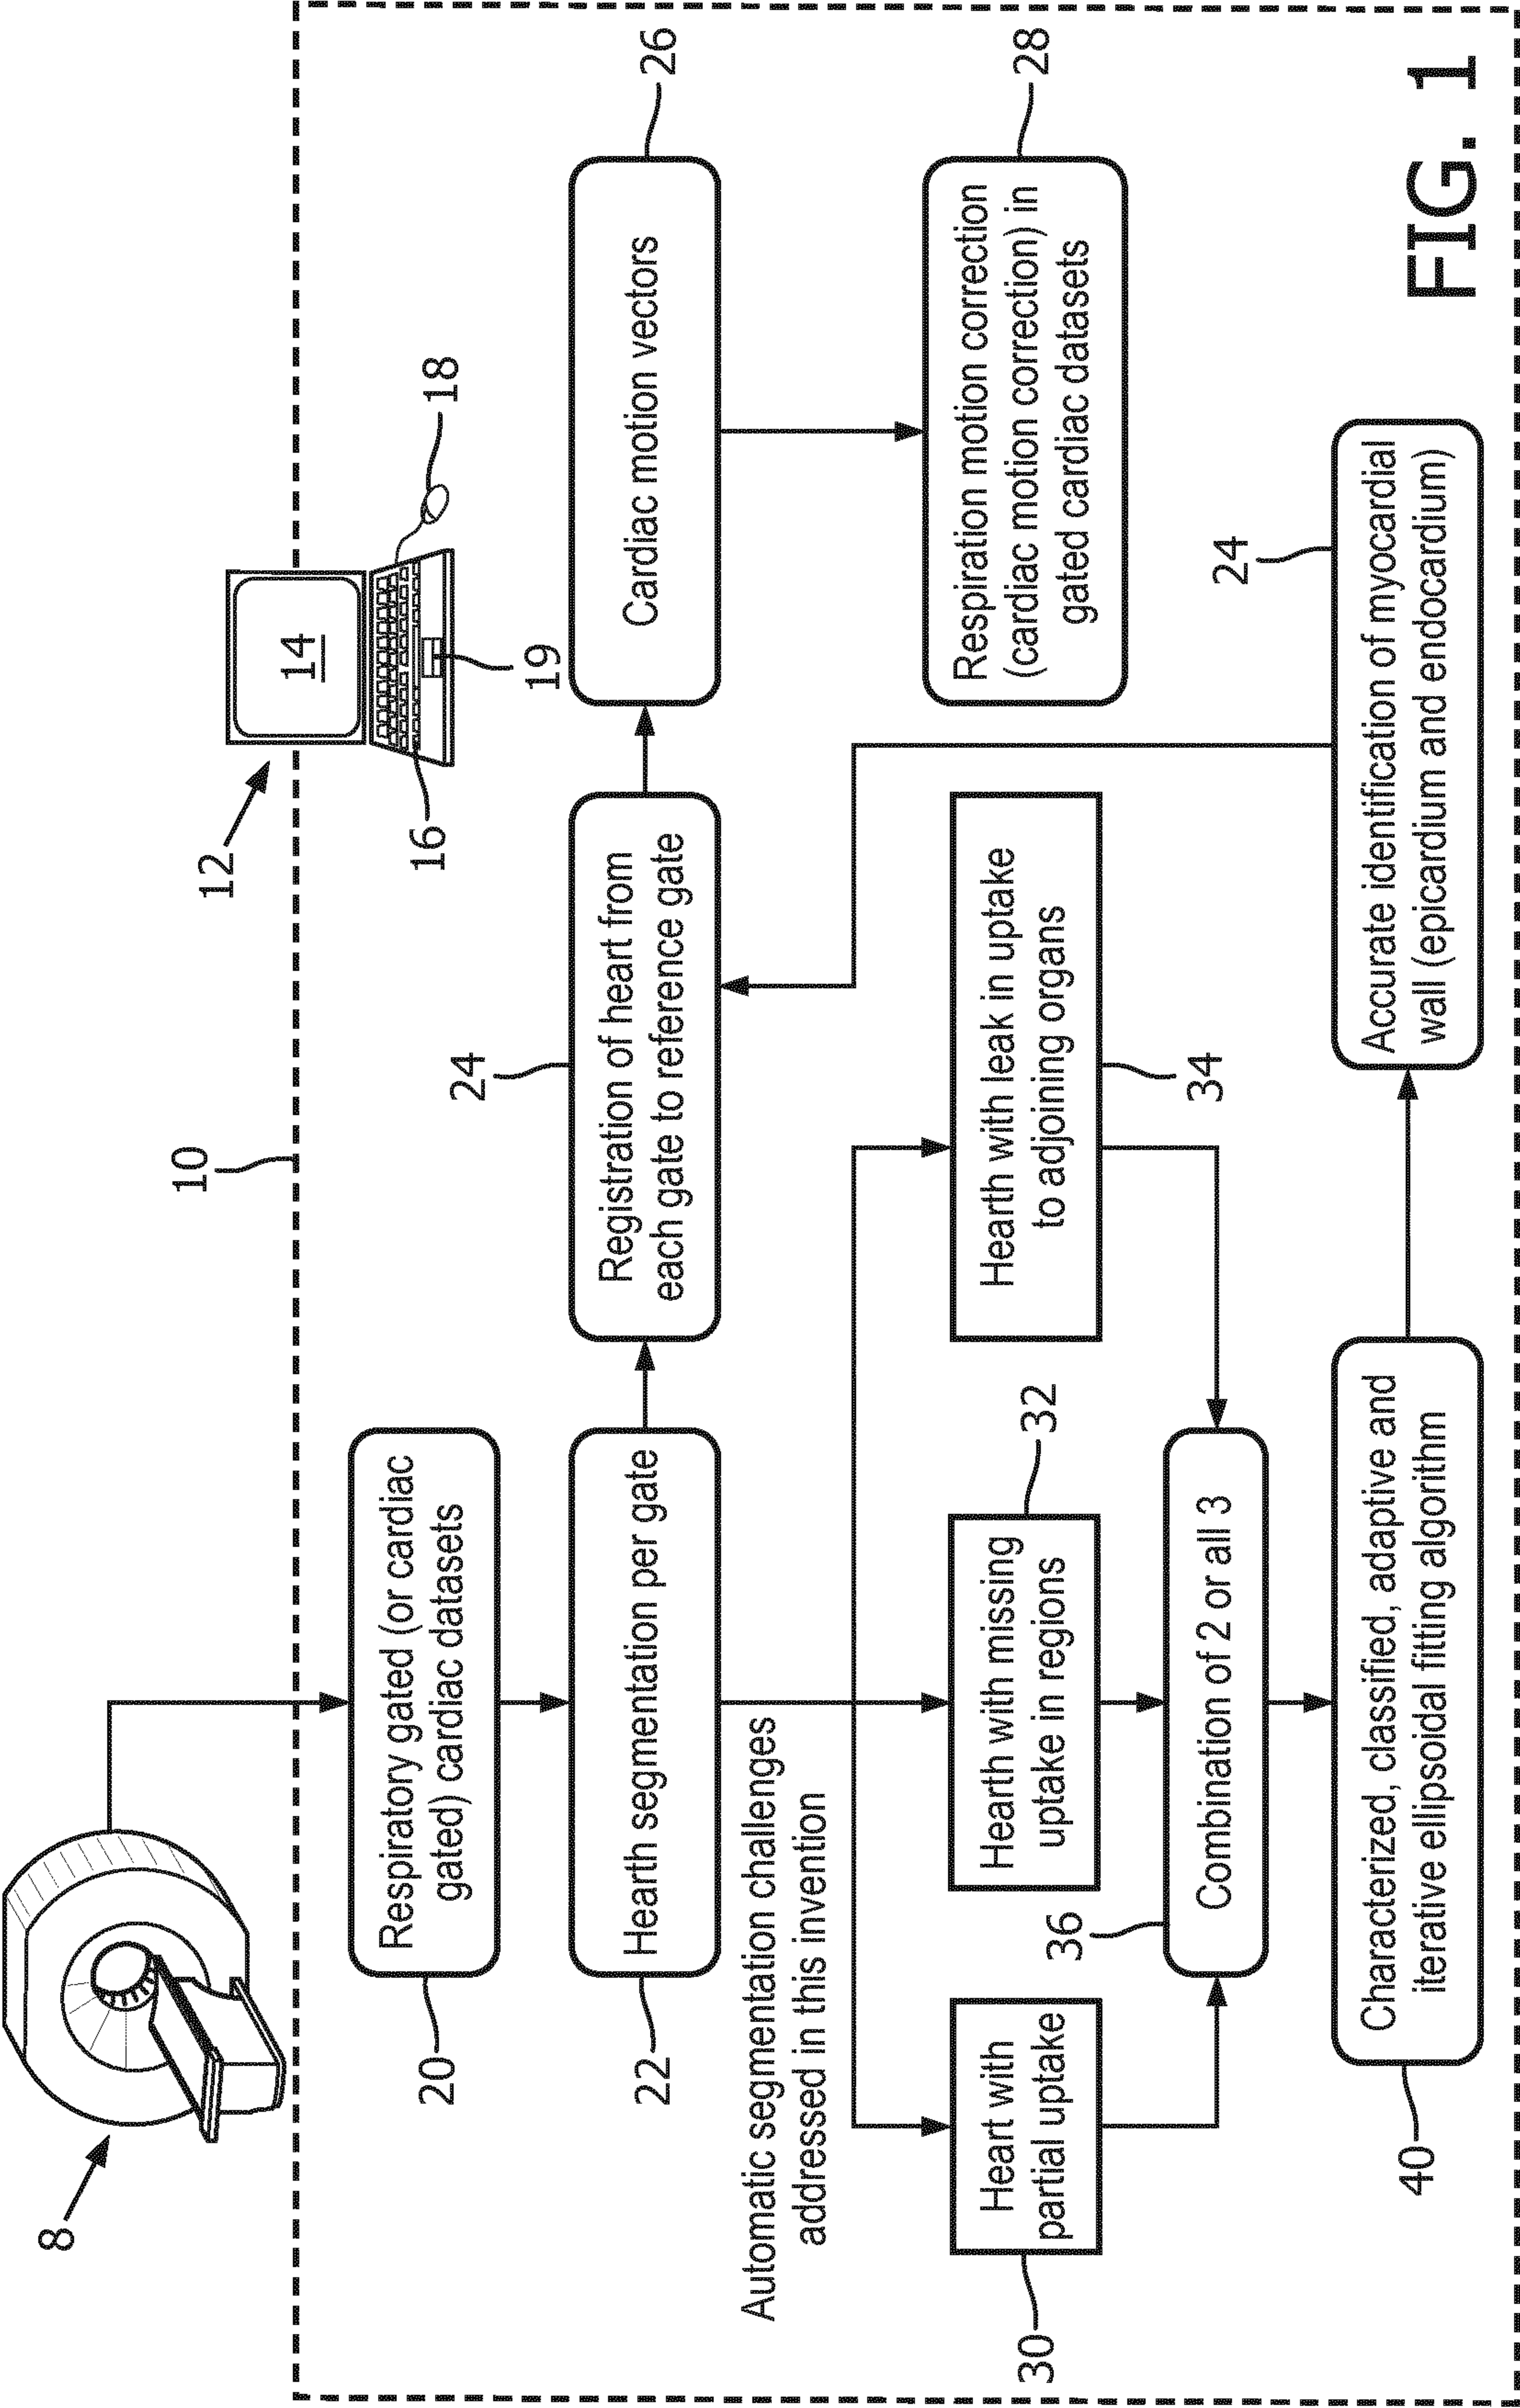 8
10
12
14
16
18
19
20
Respiratory gated (or cardiac
gated) cardiac datasets
22
Hearth segmentation per gate
24
Registration of heart from
each gate to reference gate
26
Cardiac motion vectors
28
Respiration motion correction
(cardiac motion correction) in
gated cardiac datasets
Automatic segmentation challenges
addressed in this invention
30
Heart with
partial uptake
32
Hearth with missing
uptake in regions
34
Hearth with leak in uptake
to adjoining organs
36
Combination of 2 or all 3
40
Characterized, classified, adaptive and
iterative ellipsoidal fitting algorithm
24
Accurate identification of myocardial
wall (epicardium and endocardium)
FIG. 1